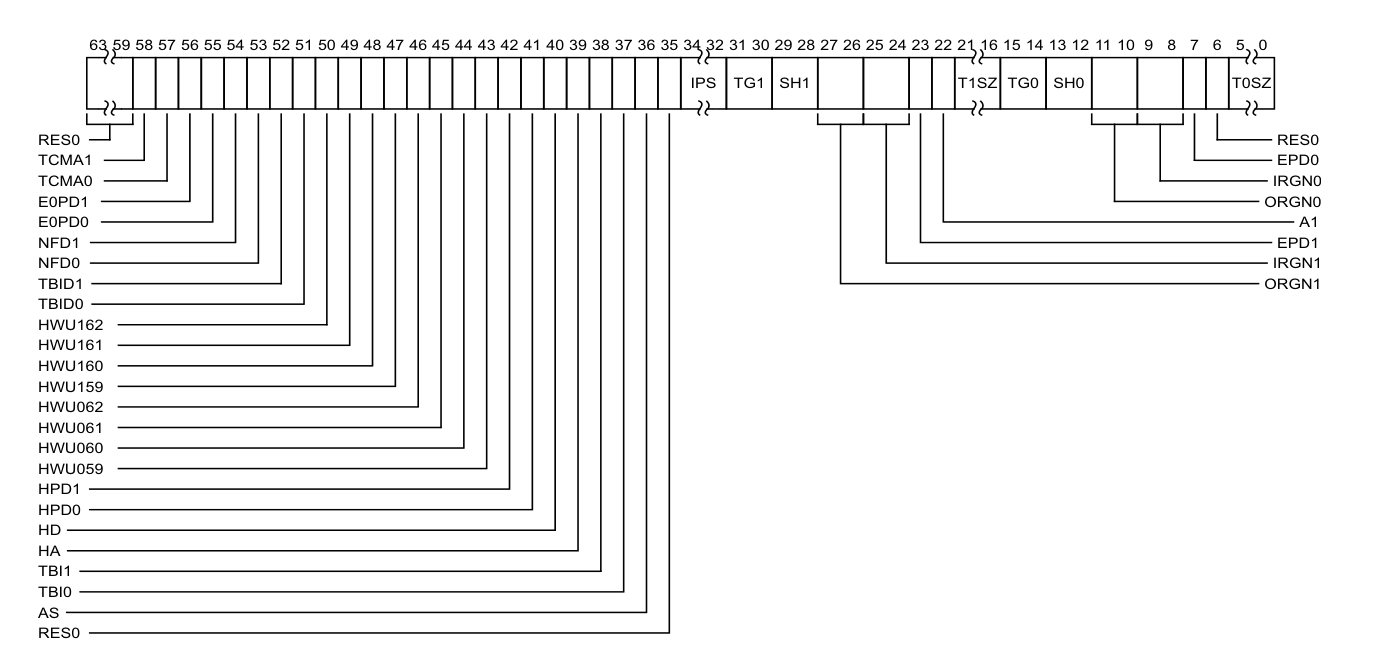 63 59 58 57 56 55 54 53 52 51 50 49 48 47 46 45 44 43 42 41 40 39 38 37 36 35 34 32 31 30 29 28 27 26 25 24 23 22 21 16 15 14 13 12 11 10 9 8 7 6 5 0
IPS TG1 SH1 T1SZ TG0 SH0 T0SZ
RES0 RES0
TCMA1 EPD0
TCMA0 IRGN0
E0PD1 ORGN0
E0PD0 A1
NFD1 EPD1
NFD0 IRGN1
TBID1 ORGN1
TBID0
HWU162
HWU161
HWU160
HWU159
HWU062
HWU061
HWU060
HWU059
HPD1
HPD0
HD
HA
TBI1
TBI0
AS
RES0